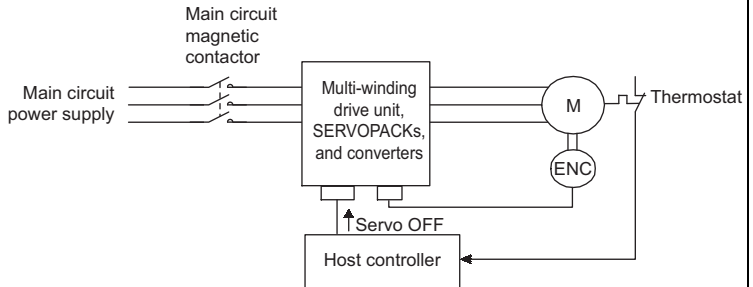 Main circuit
magnetic
contactor
Main circuit
power supply
Multi-winding
drive unit,
SERVOPACKs,
and converters
M
Thermostat
ENC
Servo OFF
Host controller